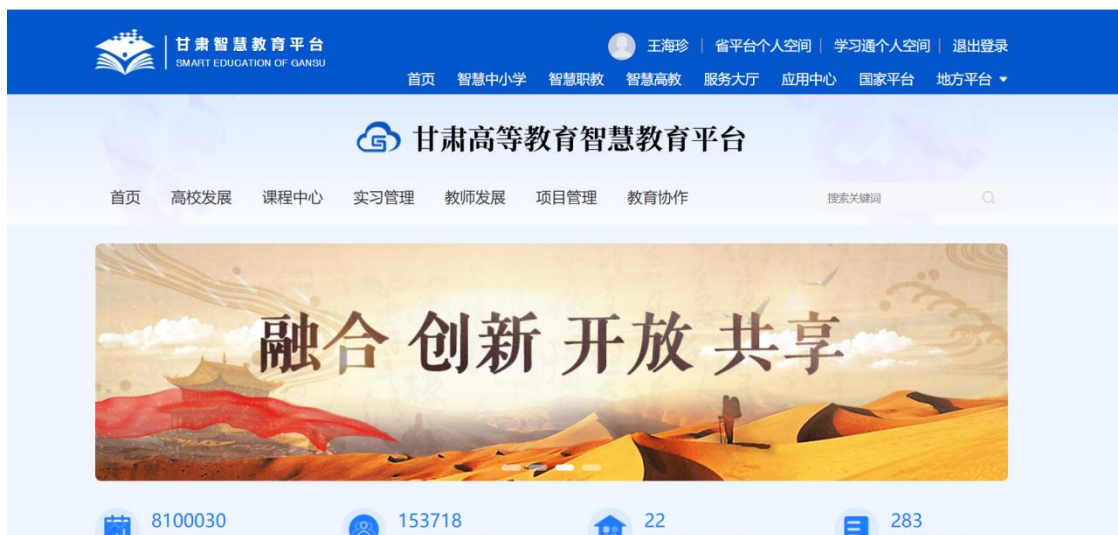 甘肃智慧教育平台
SMART EDUCATION OF GANSU
王海珍 | 省平台个人空间 | 学习通个人空间 | 退出登录
首页 智慧中小学 智慧职教 智慧高教 服务大厅 应用中心 国家平台 地方平台
甘肃高等教育智慧教育平台
首页 高校发展 课程中心 实习管理 教师发展 项目管理 教育协作 搜索关键词
融合 创新 开放 共享
8100030 153718 22 283